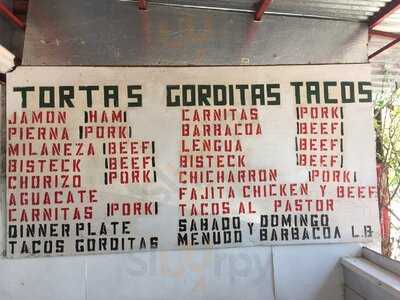 TORTAS GORDITAS TACOS
JAMON (HAM)
PIERNA (PORK)
MILANEZA (BEEF)
BISTECK (BEEF)
CHORIZO (PORK)
AGUACATE
CARNITAS (PORK)
DINNER PLATE
TACOS GORDITAS
CARNITAS (PORK)
BARBACOA (BEEF)
LENGUA (BEEF)
BISTECK (BEEF)
CHICHARRON (PORK)
FAJITA CHICKEN Y BEEF
TACOS AL PASTOR
SABADO Y DOMINGO
MENUDO Y BARBACOA L.B